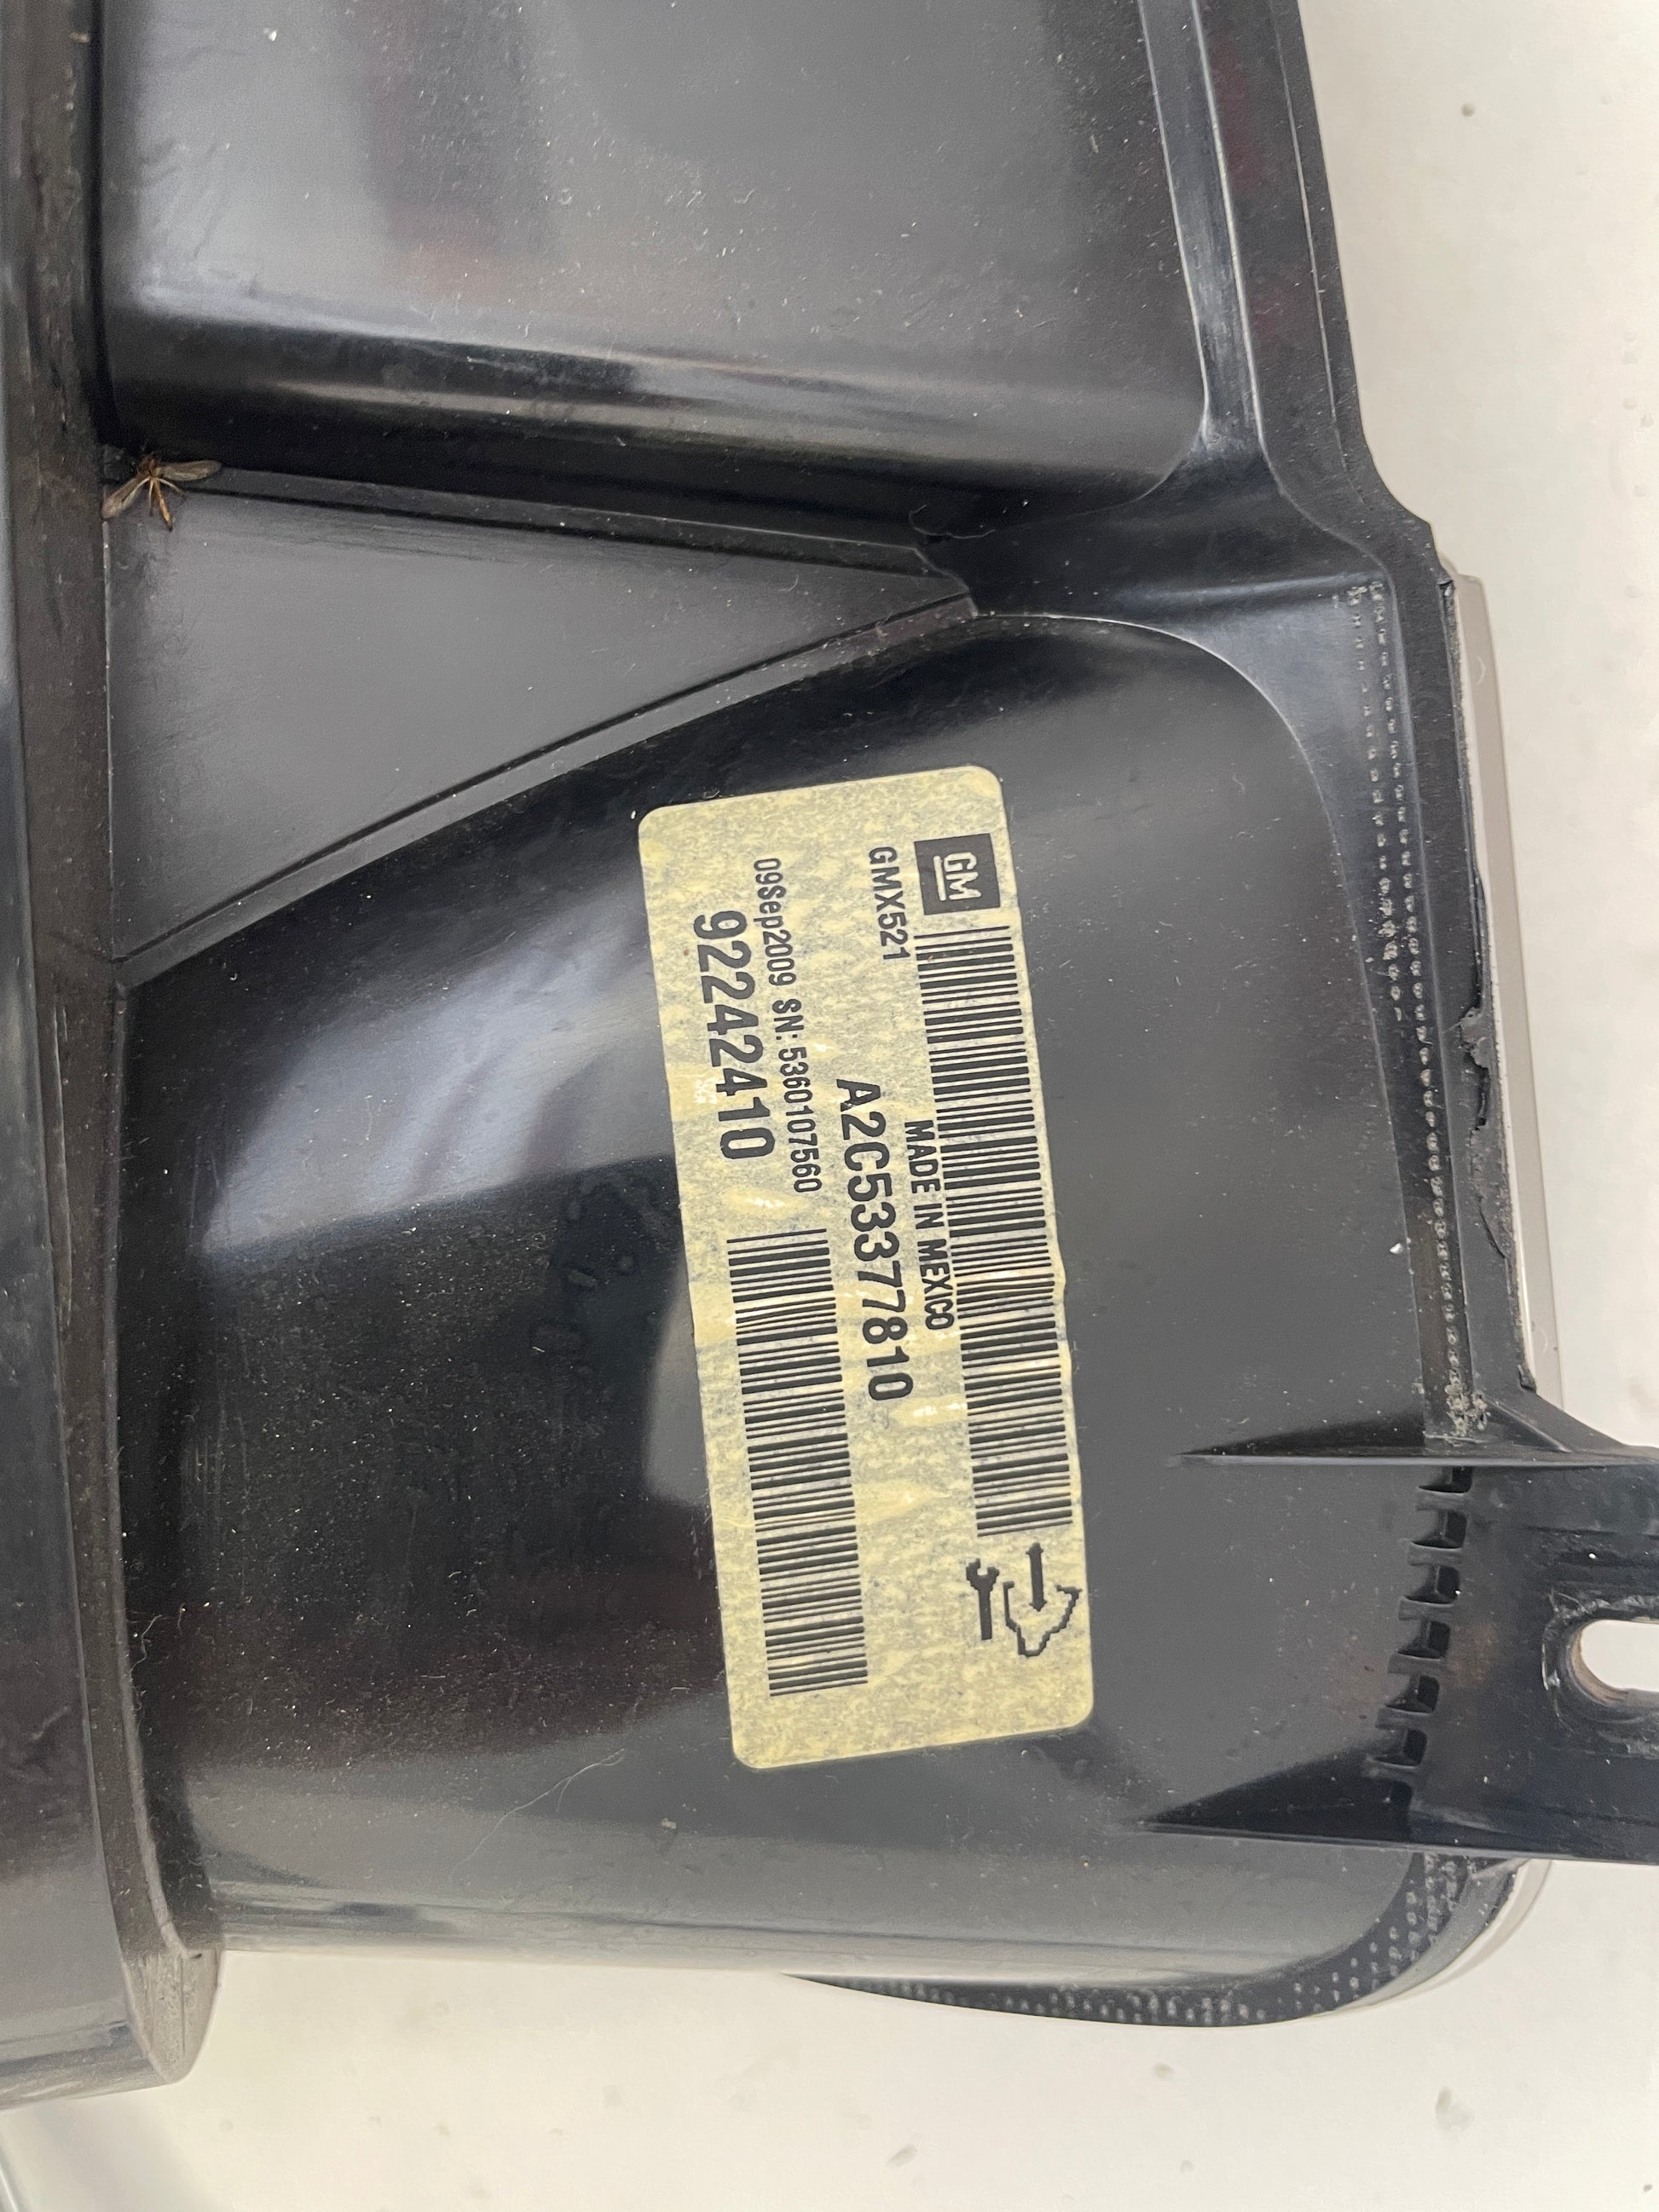 GM
GMX521
MADE IN MEXICO
A2C53377810
09Sep2009 SN:5360107560
92242410